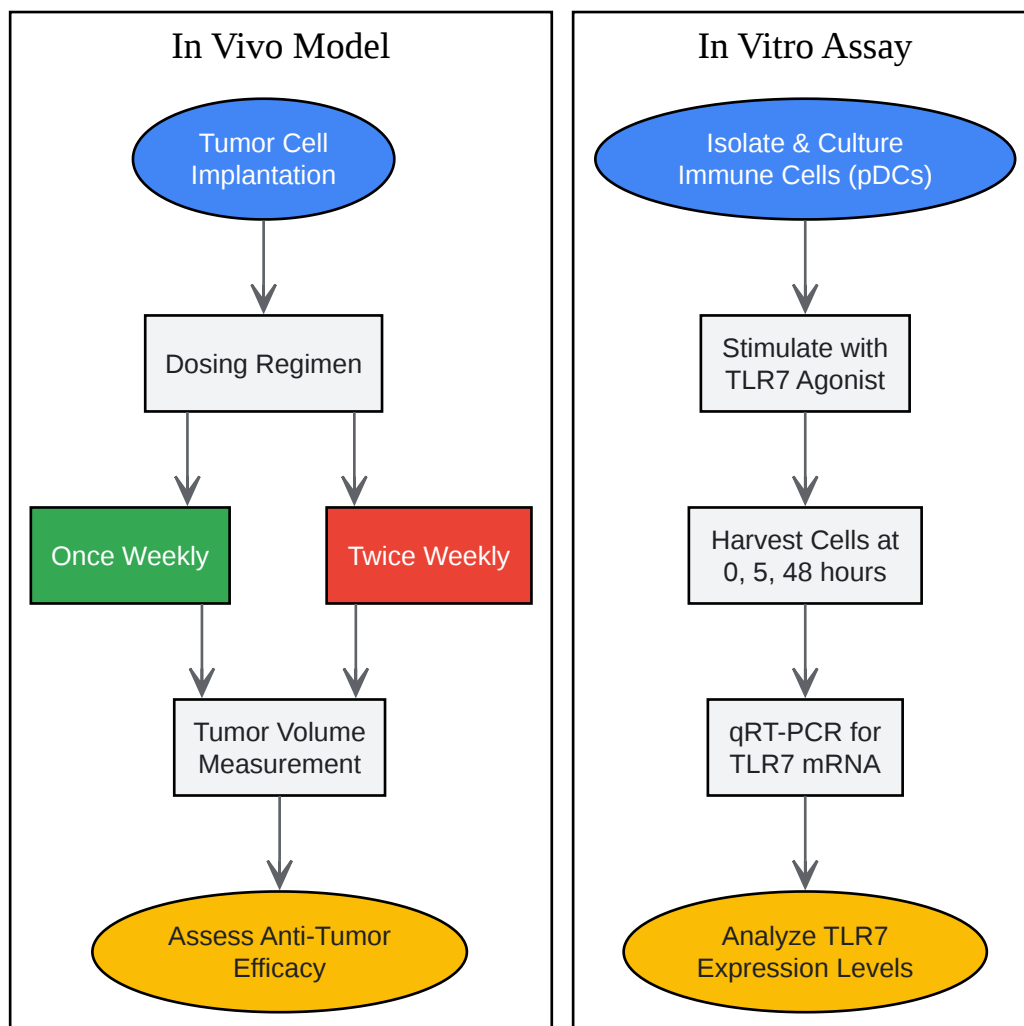 In Vivo Model
Tumor Cell
Implantation
Dosing Regimen
Once Weekly
Twice Weekly
Tumor Volume
Measurement
Assess Anti-Tumor
Efficacy
In Vitro Assay
Isolate & Culture
Immune Cells (pDCs)
Stimulate with
TLR7 Agonist
Harvest Cells at
0, 5, 48 hours
qRT-PCR for
TLR7 mRNA
Analyze TLR7
Expression Levels